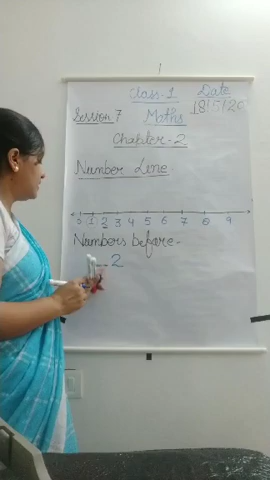 Class-1 Date
Session 7 Maths 18/5/20
Chapter-2
Number Line
0 1 2 3 4 5 6 7 8 9
Numbers before-
2